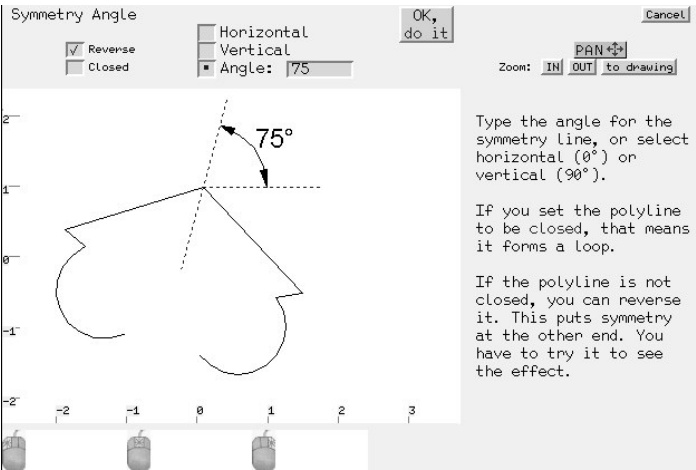 Symmetry Angle
Reverse
Closed
Horizontal
Vertical
Angle: 75
OK,
do it
Cancel
PAN
Zoom: IN OUT to drawing
75°
2
1
0
-1
-2
-2 -1 0 1 2 3
Type the angle for the
symmetry line, or select
horizontal (0°) or
vertical (90°).
If you set the polyline
to be closed, that means
it forms a loop.
If the polyline is not
closed, you can reverse
it. This puts symmetry
at the other end. You
have to try it to see
the effect.